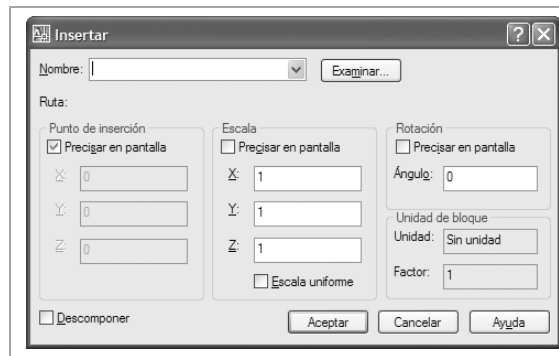 Insertar
Nombre:
Examinar...
Ruta:
Punto de inserción
Precisar en pantalla
X: 0
Y: 0
Z: 0
Escala
Precisar en pantalla
X: 1
Y: 1
Z: 1
Escala uniforme
Rotación
Precisar en pantalla
Ángulo: 0
Unidad de bloque
Unidad: Sin unidad
Factor: 1
Descomponer
Aceptar
Cancelar
Ayuda